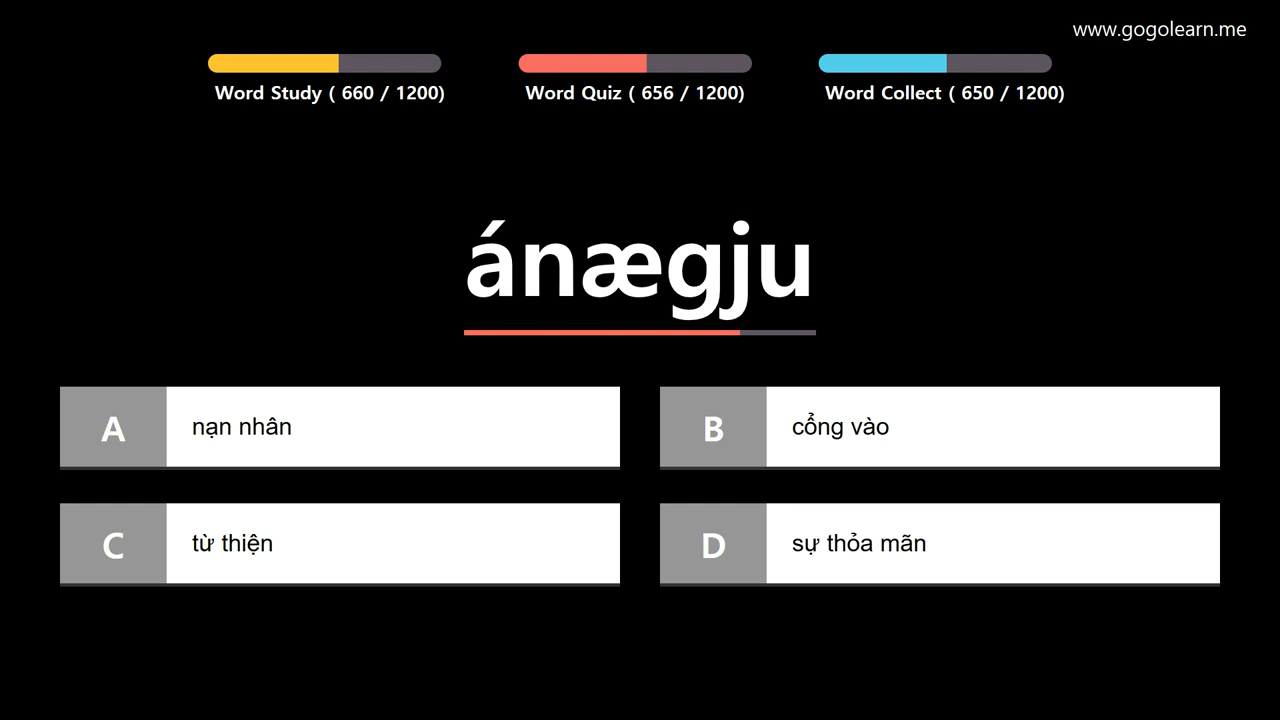 www.gogolearn.me
Word Study ( 660 / 1200)
Word Quiz ( 656 / 1200)
Word Collect ( 650 / 1200)
ánægju
A
nạn nhân
B
cổng vào
C
từ thiện
D
sự thỏa mãn